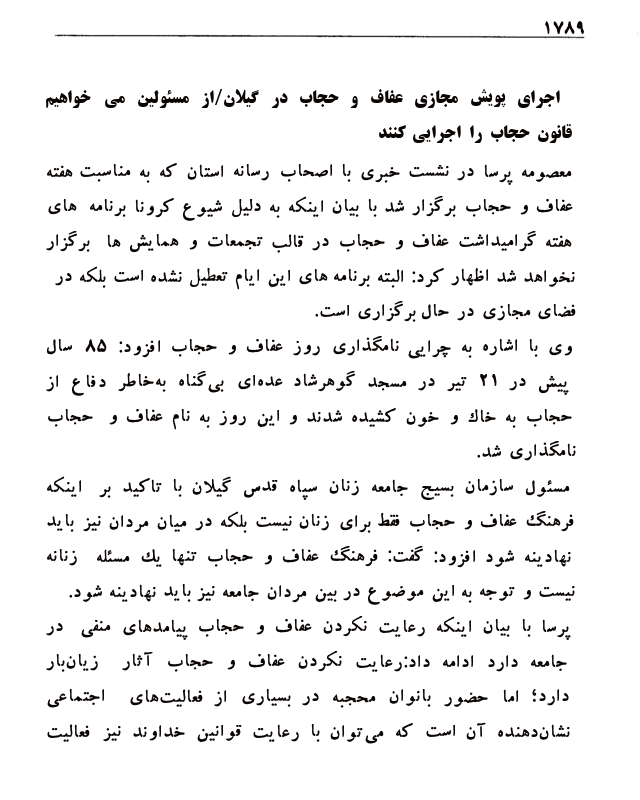 ۱۷۸۹
اجرای پویش مجازی عفاف و حجاب در گیلان/از مسئولین می خواهیم
قانون حجاب را اجرایی کنند
معصومه پرسا در نشست خبری با اصحاب رسانه استان که به مناسبت هفته
عفاف و حجاب برگزار شد با بیان اینکه به دلیل شیوع کرونا برنامه های
هفته گرامیداشت عفاف و حجاب در قالب تجمعات و همایش ها برگزار
نخواهد شد اظهار کرد: البته برنامه های این ایام تعطیل نشده است بلکه در
فضای مجازی در حال برگزاری است.
وی با اشاره به چرایی نامگذاری روز عفاف و حجاب افزود: ۸۵ سال
پیش در ۲۱ تیر در مسجد گوهرشاد عده‌ای بی‌گناه به‌خاطر دفاع از
حجاب به خاك و خون کشیده شدند و این روز به نام عفاف و حجاب
نامگذاری شد.
مسئول سازمان بسیج جامعه زنان سپاه قدس گیلان با تاکید بر اینکه
فرهنگ عفاف و حجاب فقط برای زنان نیست بلکه در میان مردان نیز باید
نهادینه شود افزود: گفت: فرهنگ عفاف و حجاب تنها یك مسئله زنانه
نیست و توجه به این موضوع در بین مردان جامعه نیز باید نهادینه شود.
پرسا با بیان اینکه رعایت نکردن عفاف و حجاب پیامدهای منفی در
جامعه دارد ادامه داد:رعایت نکردن عفاف و حجاب آثار زیان‌بار
دارد؛ اما حضور بانوان محجبه در بسیاری از فعالیت‌های اجتماعی
نشان‌دهنده آن است که می‌توان با رعایت قوانین خداوند نیز فعالیت